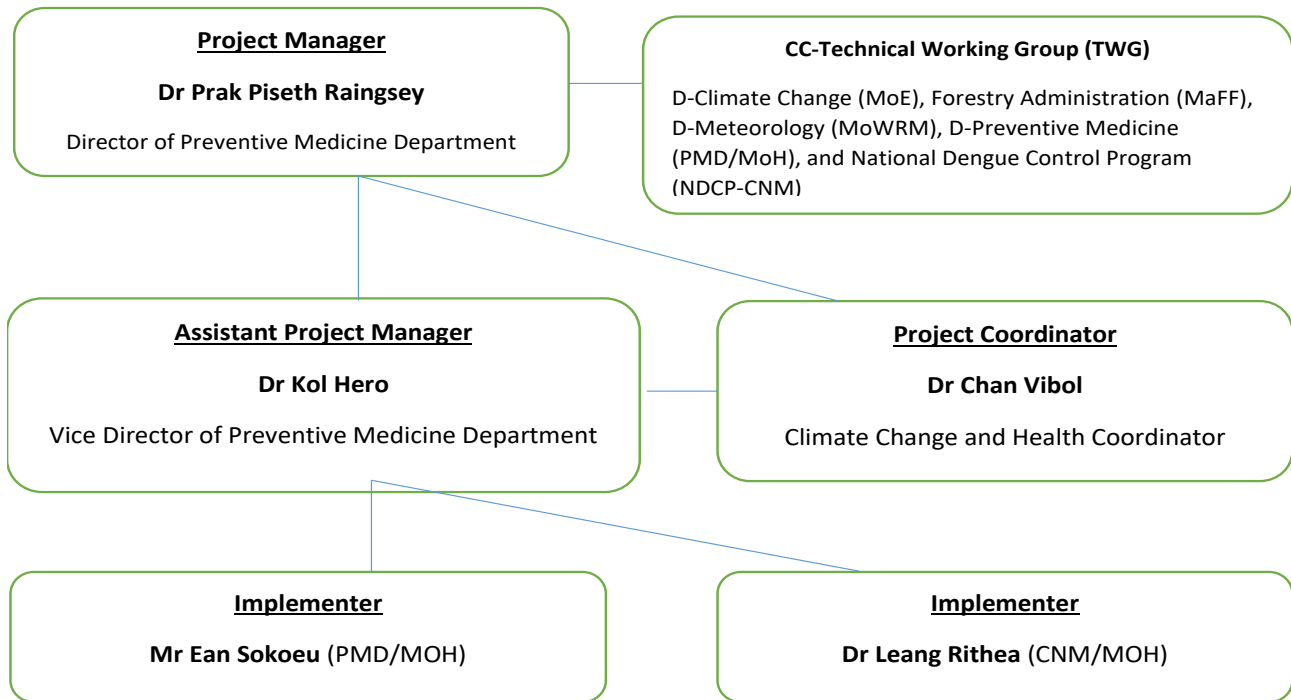 Project Manager
Dr Prak Piseth Raingsey
Director of Preventive Medicine Department
CC-Technical Working Group (TWG)
D-Climate Change (MoE), Forestry Administration (MaFF),
D-Meteorology (MoWRM), D-Preventive Medicine
(PMD/MoH), and National Dengue Control Program
(NDCP-CNM)
Assistant Project Manager
Dr Kol Hero
Vice Director of Preventive Medicine Department
Project Coordinator
Dr Chan Vibol
Climate Change and Health Coordinator
Implementer
Mr Ean Sokoeu (PMD/MOH)
Implementer
Dr Leang Rithea (CNM/MOH)